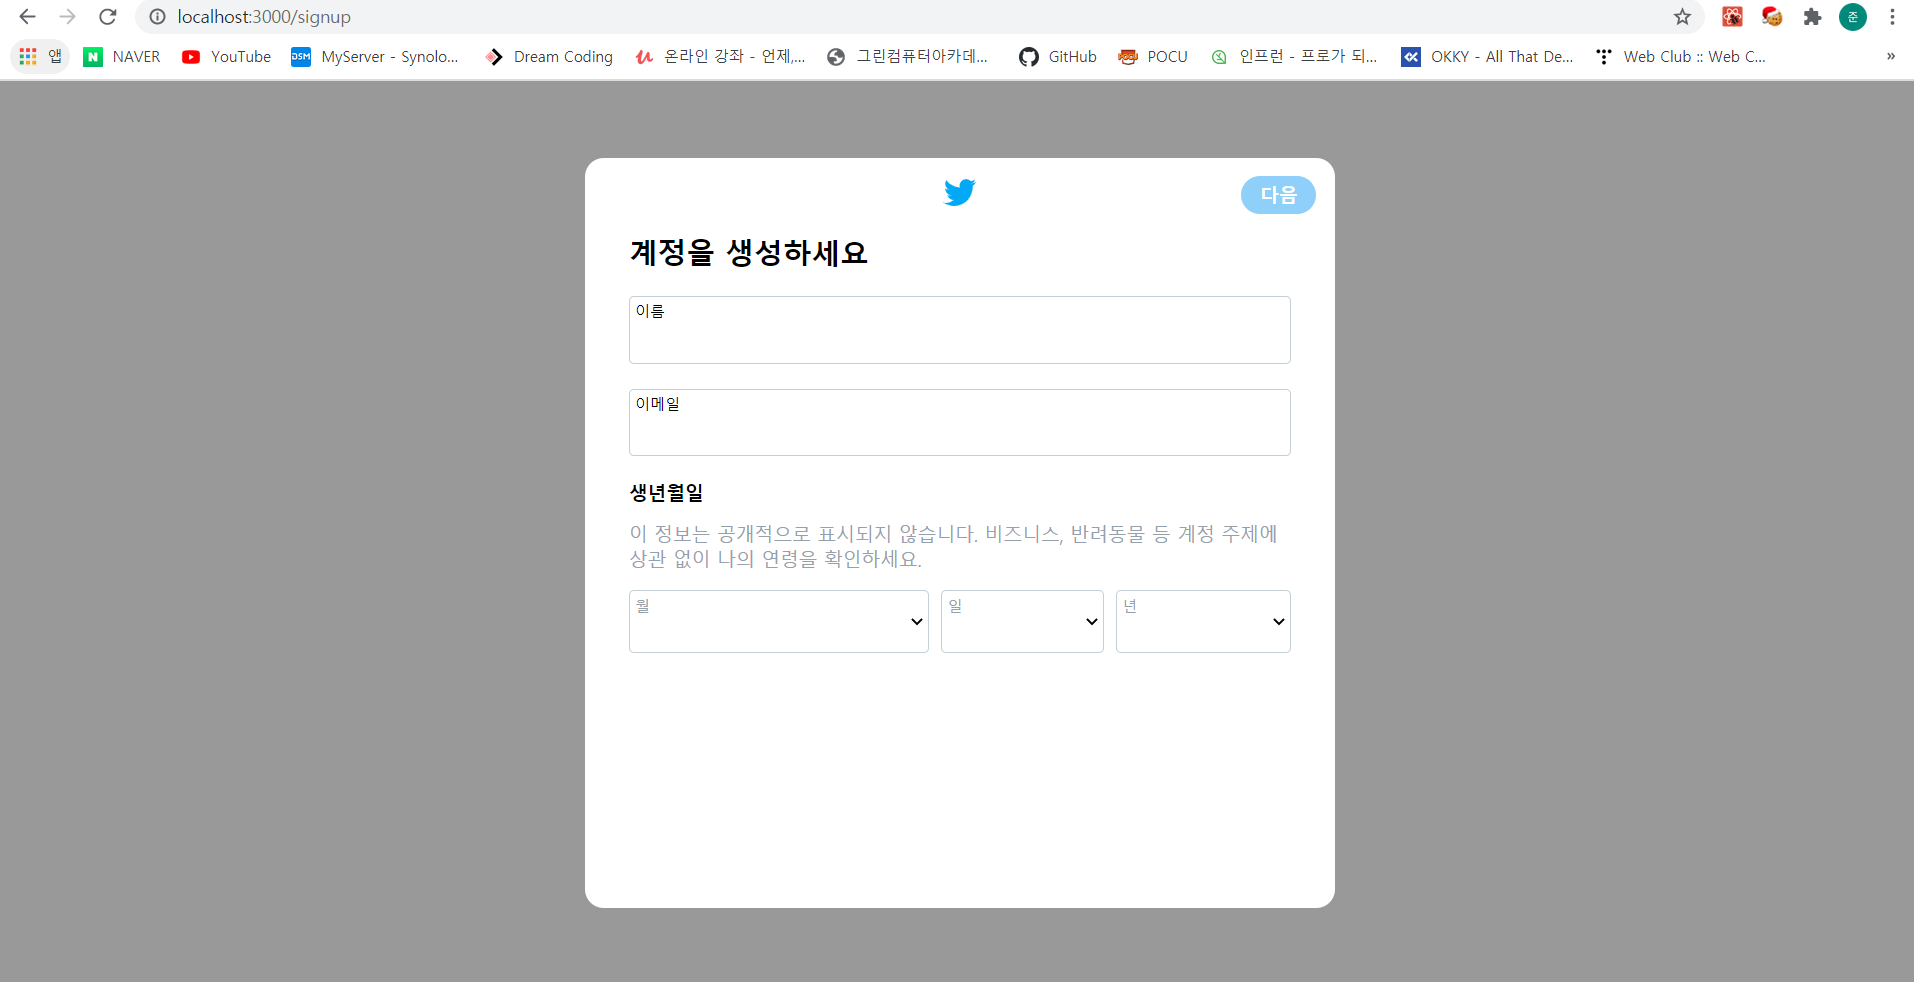 localhost:3000/signup
앱 NAVER YouTube MyServer - Synolo... Dream Coding 온라인 강좌 - 언제,... 그린컴퓨터아카데... GitHub POCU 인프런 - 프로가 되... OKKY - All That De... Web Club :: Web C... »
준
다음
계정을 생성하세요
이름
이메일
생년월일
이 정보는 공개적으로 표시되지 않습니다. 비즈니스, 반려동물 등 계정 주제에
상관 없이 나의 연령을 확인하세요.
월 일 년